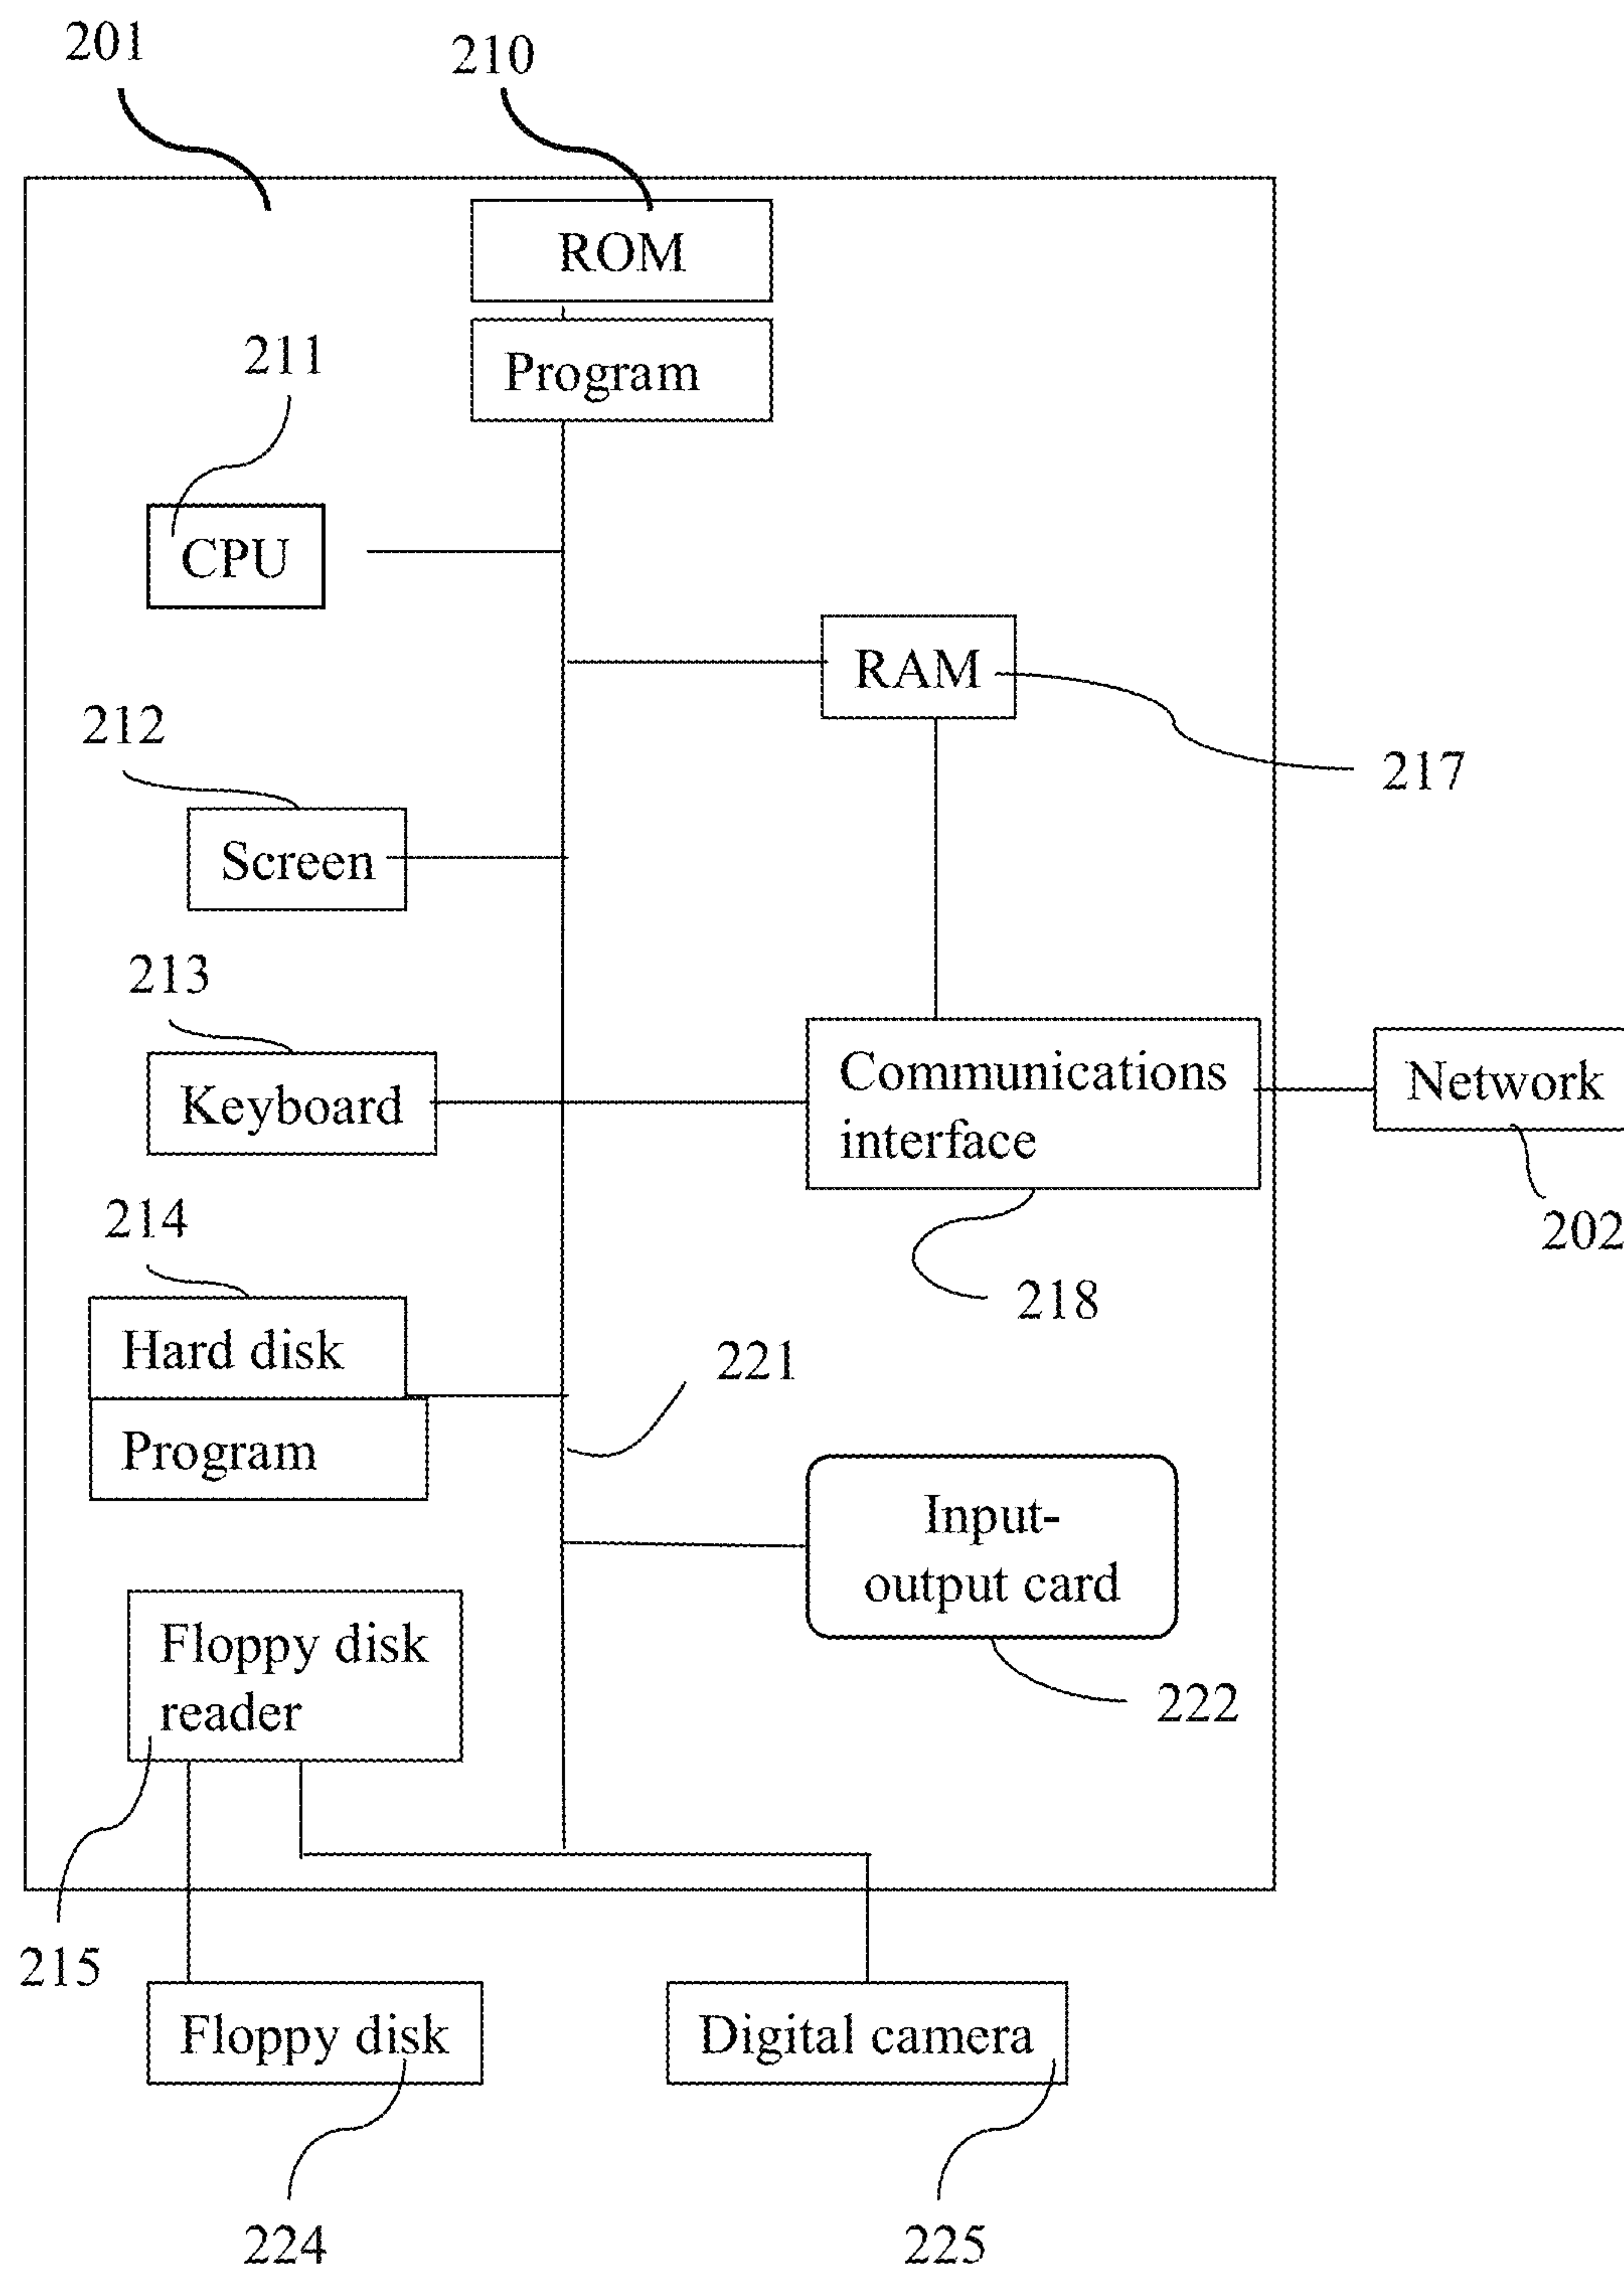 201
210
ROM
Program
211
CPU
RAM
217
212
Screen
213
Keyboard
Communications
interface
Network
202
214
218
Hard disk
Program
221
Input-
output card
222
Floppy disk
reader
215
Floppy disk
Digital camera
224
225